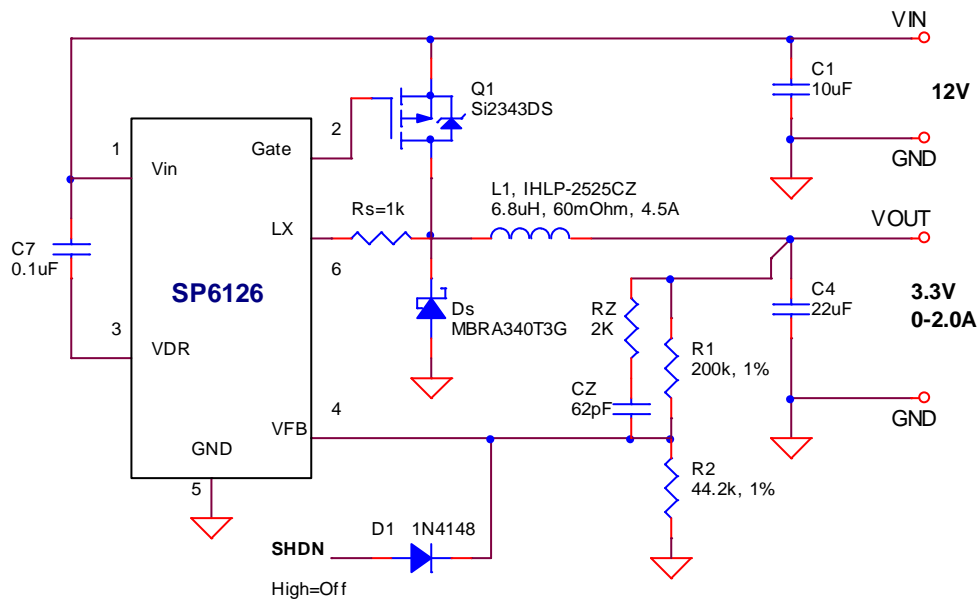 VIN
C1
10uF
12V
Q1
Si2343DS
2
1
Gate
Vin
GND
L1, IHLP-2525CZ
6.8uH, 60mOhm, 4.5A
Rs=1k
VOUT
LX
C7
0.1uF
6
SP6126
Ds
MBRA340T3G
RZ
2K
C4
22uF
3.3V
0-2.0A
3
VDR
R1
200k, 1%
CZ
62pF
4
VFB
GND
GND
R2
44.2k, 1%
5
D1 1N4148
SHDN
High=Off